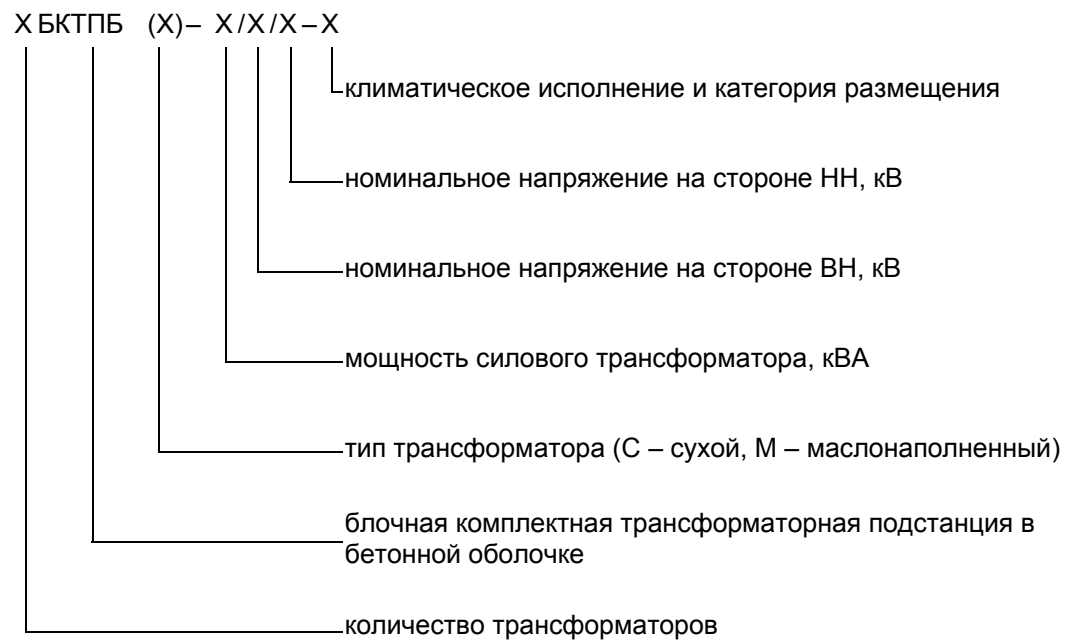 Х БКТПБ (Х) – Х / Х / Х – Х
климатическое исполнение и категория размещения
номинальное напряжение на стороне НН, кВ
номинальное напряжение на стороне ВН, кВ
мощность силового трансформатора, кВА
тип трансформатора (С – сухой, М – маслонаполненный)
блочная комплектная трансформаторная подстанция в
бетонной оболочке
количество трансформаторов